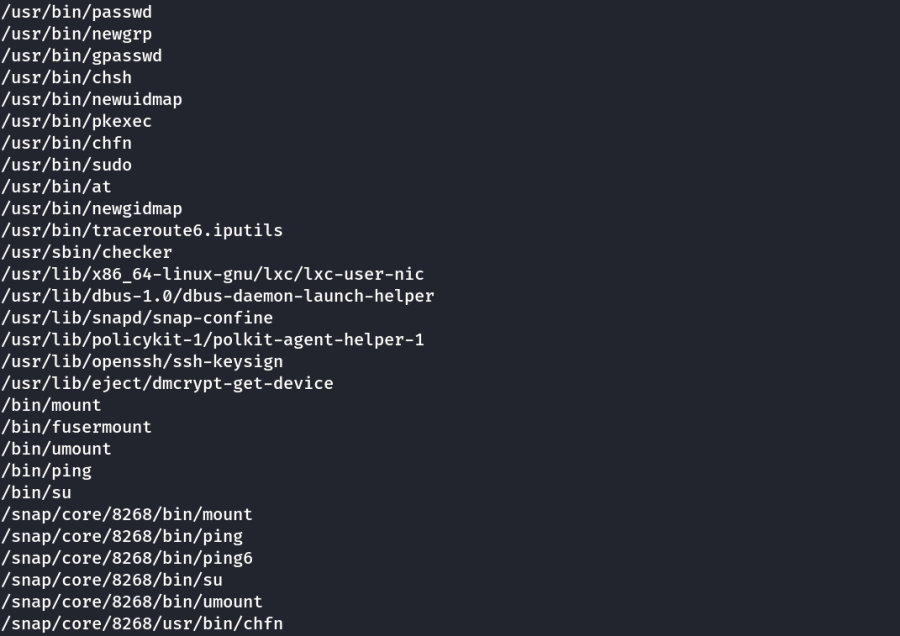 /usr/bin/passwd
/usr/bin/newgrp
/usr/bin/gpasswd
/usr/bin/chsh
/usr/bin/newuidmap
/usr/bin/pkexec
/usr/bin/chfn
/usr/bin/sudo
/usr/bin/at
/usr/bin/newgidmap
/usr/bin/traceroute6.iputils
/usr/sbin/checker
/usr/lib/x86_64-linux-gnu/lxc/lxc-user-nic
/usr/lib/dbus-1.0/dbus-daemon-launch-helper
/usr/lib/snapd/snap-confine
/usr/lib/policykit-1/polkit-agent-helper-1
/usr/lib/openssh/ssh-keysign
/usr/lib/eject/dmcrypt-get-device
/bin/mount
/bin/fusermount
/bin/umount
/bin/ping
/bin/su
/snap/core/8268/bin/mount
/snap/core/8268/bin/ping
/snap/core/8268/bin/ping6
/snap/core/8268/bin/su
/snap/core/8268/bin/umount
/snap/core/8268/usr/bin/chfn